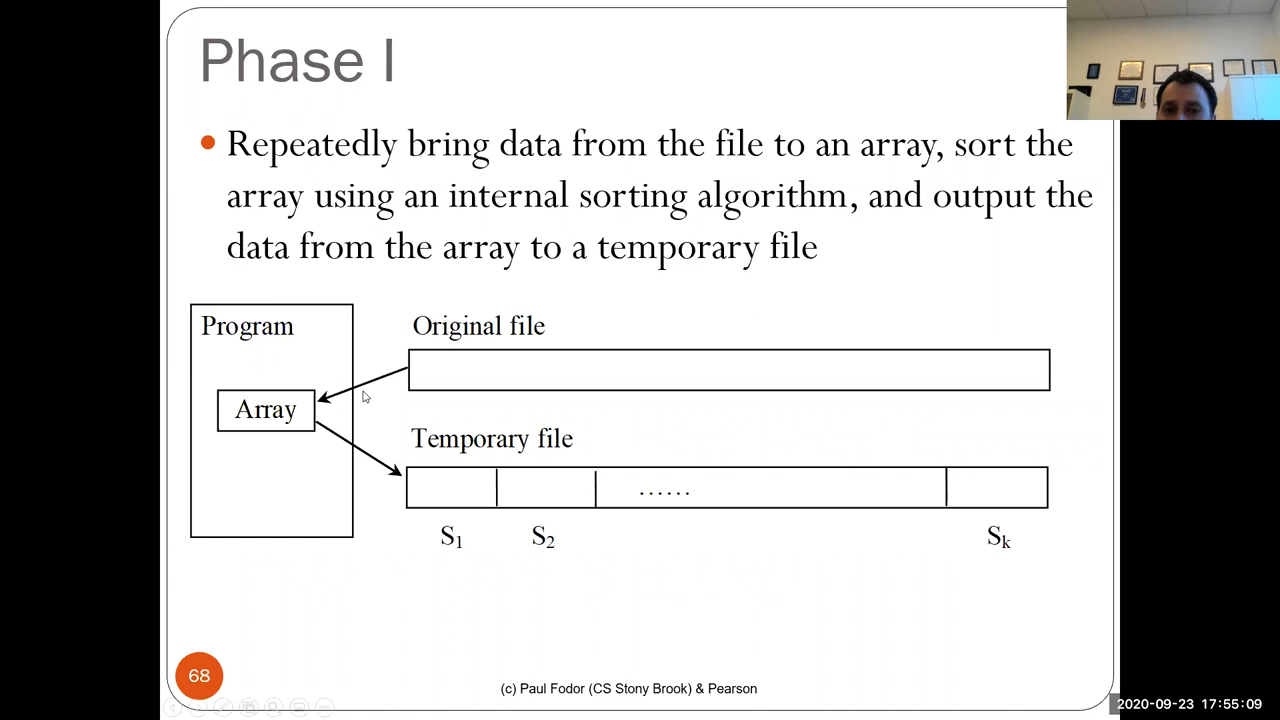 Phase I
Repeatedly bring data from the file to an array, sort the
array using an internal sorting algorithm, and output the
data from the array to a temporary file
Program
Original file
Array
Temporary file
......
S1
S2
Sk
68
(c) Paul Fodor (CS Stony Brook) & Pearson
2020-09-23 17:55:09